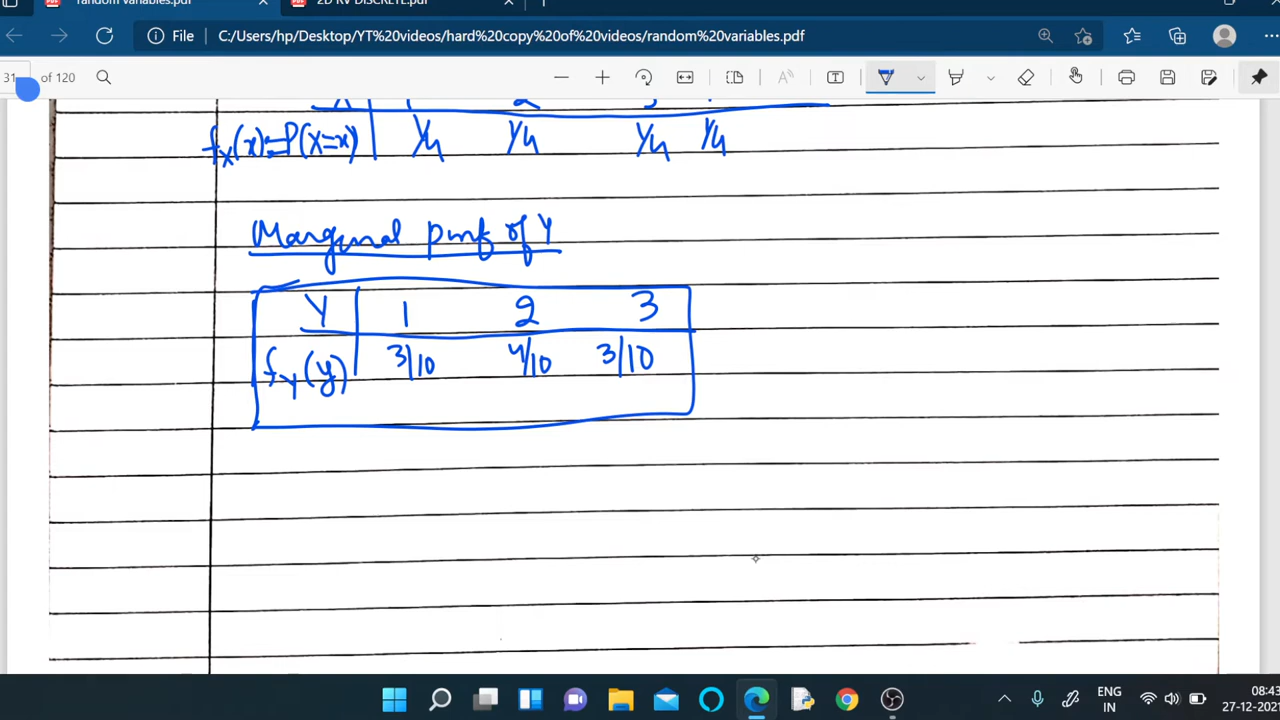 random variables.pdf
2D RV DISCRETE.pdf
File C:/Users/hp/Desktop/YT%20videos/hard%20copy%20of%20videos/random%20variables.pdf
31 of 120
f_X(x)=P(X=x) 1/4 1/4 1/4 1/4
Marginal pmf of Y
Y 1 2 3
f_Y(y) 3/10 4/10 3/10
ENG
IN
08:43
27-12-2021